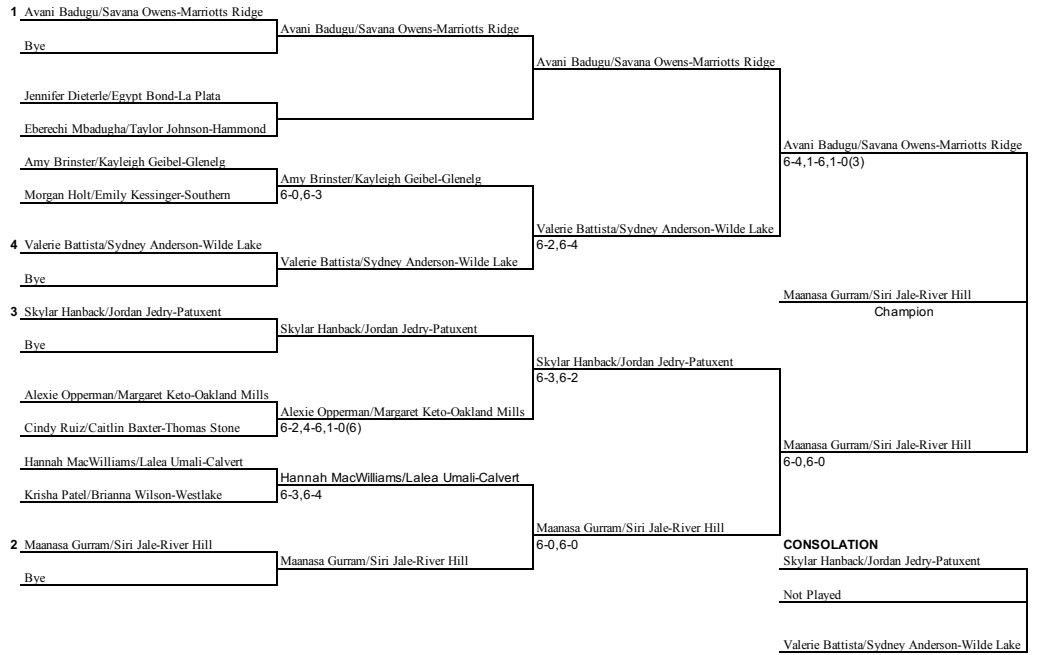 1 Avani Badugu/Savana Owens-Marriotts Ridge
Avani Badugu/Savana Owens-Marriotts Ridge
Bye
Avani Badugu/Savana Owens-Marriotts Ridge
Jennifer Dieterle/Egypt Bond-La Plata
Eberechi Mbadugha/Taylor Johnson-Hammond
Avani Badugu/Savana Owens-Marriotts Ridge
6-4,1-6,1-0(3)
Amy Brinster/Kayleigh Geibel-Glenelg
Amy Brinster/Kayleigh Geibel-Glenelg
Morgan Holt/Emily Kessinger-Southern
6-0,6-3
Valerie Battista/Sydney Anderson-Wilde Lake
6-2,6-4
4 Valerie Battista/Sydney Anderson-Wilde Lake
Valerie Battista/Sydney Anderson-Wilde Lake
Bye
Maanasa Gurram/Siri Jale-River Hill
Champion
3 Skylar Hanback/Jordan Jedry-Patuxent
Skylar Hanback/Jordan Jedry-Patuxent
Bye
Skylar Hanback/Jordan Jedry-Patuxent
6-3,6-2
Alexie Opperman/Margaret Keto-Oakland Mills
Alexie Opperman/Margaret Keto-Oakland Mills
Cindy Ruiz/Caitlin Baxter-Thomas Stone
6-2,4-6,1-0(6)
Maanasa Gurram/Siri Jale-River Hill
6-0,6-0
Hannah MacWilliams/Lalea Umali-Calvert
Hannah MacWilliams/Lalea Umali-Calvert
Krisha Patel/Brianna Wilson-Westlake
6-3,6-4
Maanasa Gurram/Siri Jale-River Hill
6-0,6-0
2 Maanasa Gurram/Siri Jale-River Hill
Maanasa Gurram/Siri Jale-River Hill
Bye
CONSOLATION
Skylar Hanback/Jordan Jedry-Patuxent
Not Played
Valerie Battista/Sydney Anderson-Wilde Lake